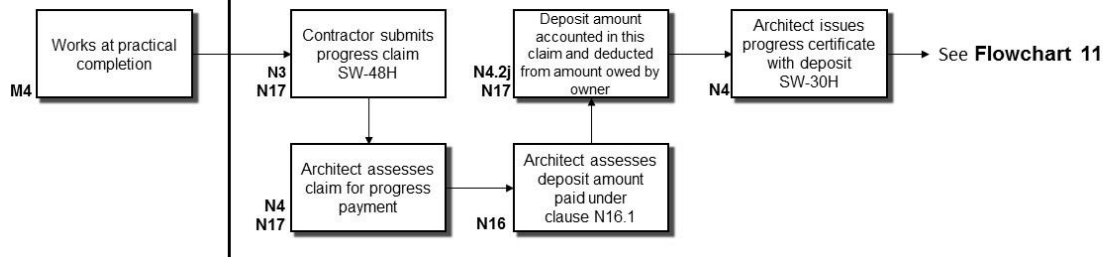 Works at practical
completion
M4
Contractor submits
progress claim
SW-48H
N3
N17
Architect assesses
claim for progress
payment
N4
N17
Architect assesses
deposit amount
paid under
clause N16.1
N16
Deposit amount
accounted in this
claim and deducted
from amount owed by
owner
N4.2j
N17
Architect issues
progress certificate
with deposit
SW-30H
N4
See Flowchart 11